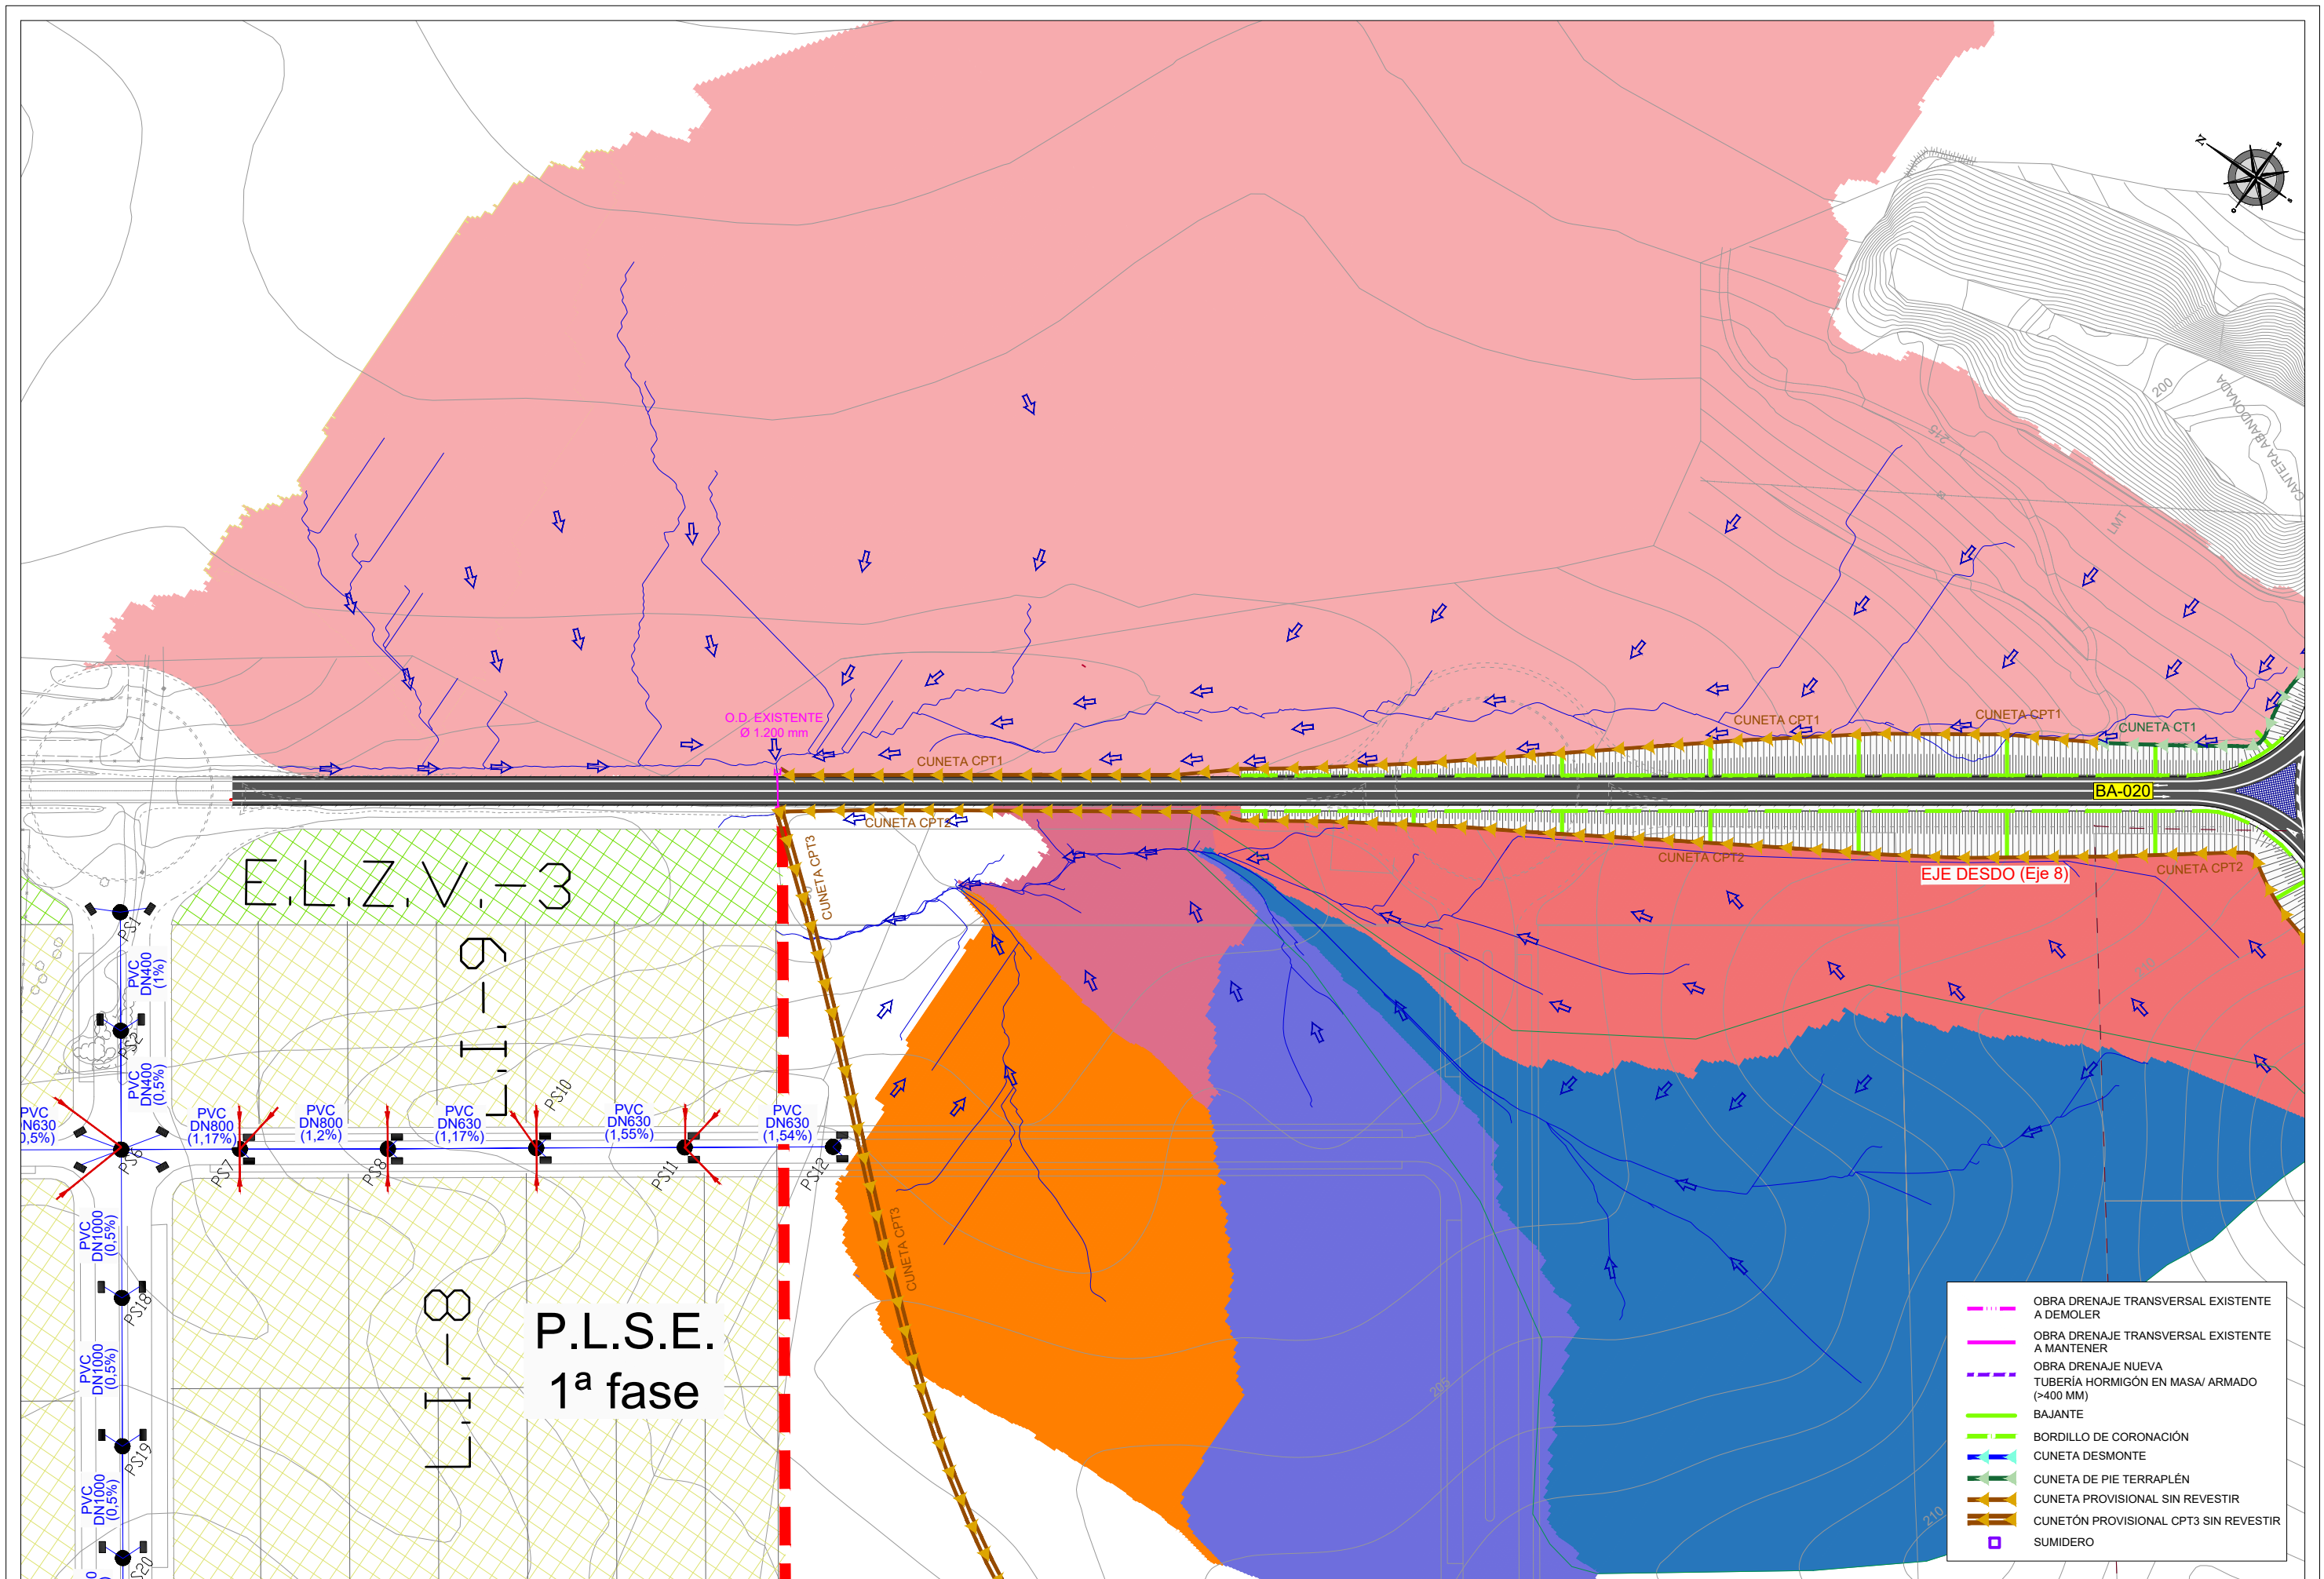 N
E
S
O
200
CANTERA ABANDONADA
215
LMT
O.D. EXISTENTE
Ø 1.200 mm
CUNETA CPT1
CUNETA CPT1
CUNETA CPT1
CUNETA CT1
BA-020
CUNETA CPT2
CUNETA CPT2
CUNETA CPT2
EJE DESDO (Eje 8)
CUNETA CPT3
E.L.Z.V.-3
PS1
PVC
DN400
(1%)
L.I.-9
PS2
PVC
DN400
(0,5%)
PS10
PVC
DN630
0,5%)
PVC
DN800
(1,17%)
PVC
DN800
(1,2%)
PVC
DN630
(1,17%)
PVC
DN630
(1,55%)
PVC
DN630
(1,54%)
PS6
PS7
PS8
PS11
PS12
PVC
DN1000
(0,5%)
CUNETA CPT3
PS18
L.I.-8
P.L.S.E.
1ª fase
PVC
DN1000
(0,5%)
PS19
PVC
DN1000
(0,5%)
PS20
205
210
OBRA DRENAJE TRANSVERSAL EXISTENTE
A DEMOLER
OBRA DRENAJE TRANSVERSAL EXISTENTE
A MANTENER
OBRA DRENAJE NUEVA
TUBERÍA HORMIGÓN EN MASA/ ARMADO
(>400 MM)
BAJANTE
BORDILLO DE CORONACIÓN
CUNETA DESMONTE
CUNETA DE PIE TERRAPLÉN
CUNETA PROVISIONAL SIN REVESTIR
CUNETÓN PROVISIONAL CPT3 SIN REVESTIR
SUMIDERO